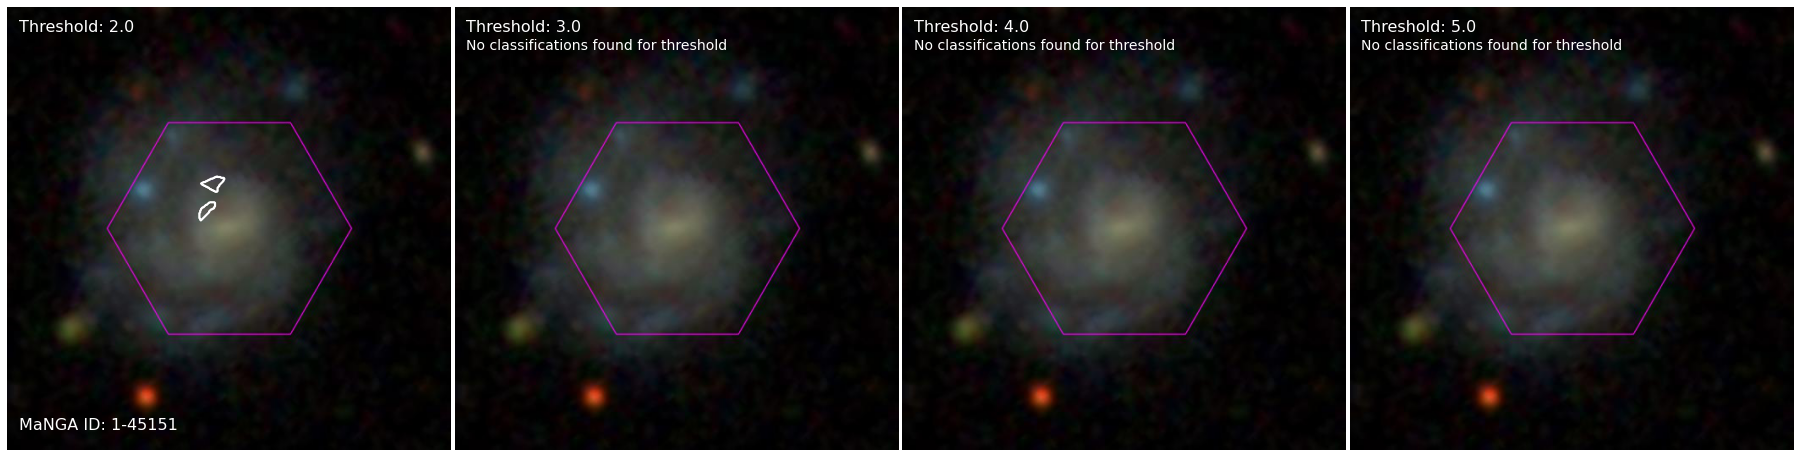 Threshold: 2.0
MaNGA ID: 1-45151
Threshold: 3.0
No classifications found for threshold
Threshold: 4.0
No classifications found for threshold
Threshold: 5.0
No classifications found for threshold